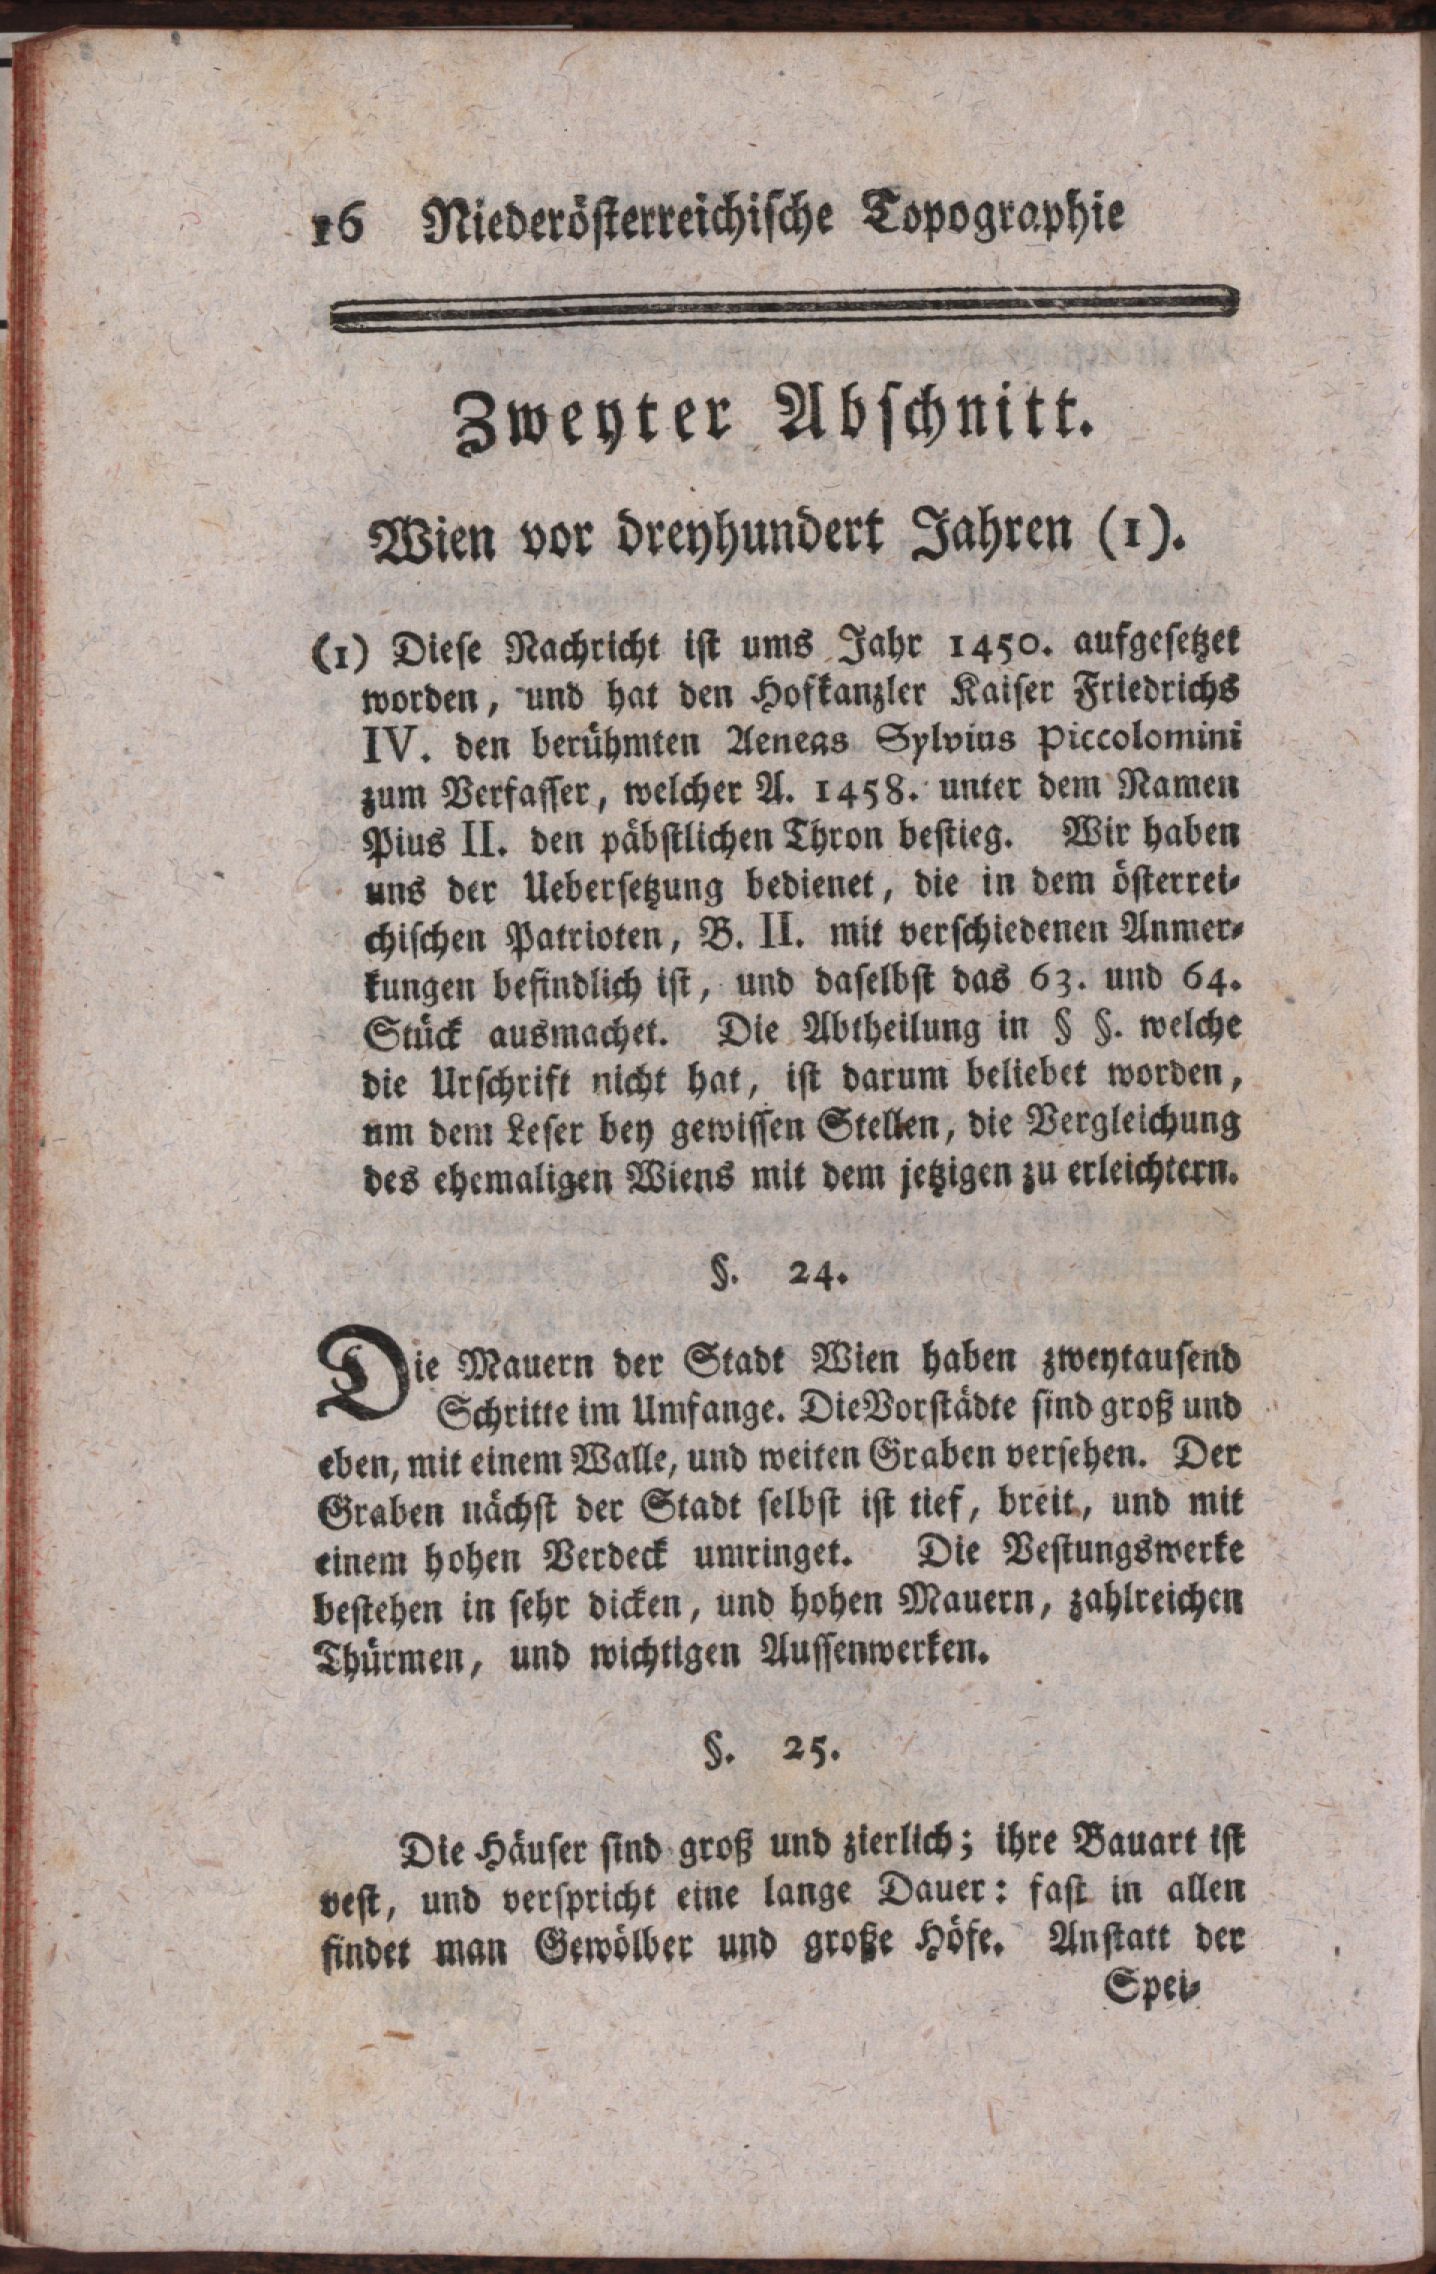 16 Niederösterreichische Topographie
Zweyter Abschnitt.
Wien vor dreyhundert Jahren (1).
(1) Diese Nachricht ist ums Jahr 1450. aufgesetzet
worden, und hat den Hofkanzler Kaiser Friedrichs
IV. den berühmten Aeneas Sylvius Piccolomini
zum Verfasser, welcher A. 1458. unter dem Namen
Pius II. den päbstlichen Thron bestieg. Wir haben
uns der Uebersetzung bedienet, die in dem österrei-
chischen Patrioten, B. II. mit verschiedenen Anmer-
kungen befindlich ist, und daselbst das 63. und 64.
Stück ausmachet. Die Abtheilung in § §. welche
die Urschrift nicht hat, ist darum beliebet worden,
um dem Leser bey gewissen Stellen, die Vergleichung
des ehemaligen Wiens mit dem jetzigen zu erleichtern.
§. 24.
Die Mauern der Stadt Wien haben zweytausend
Schritte im Umfange. Die Vorstädte sind groß und
eben, mit einem Walle, und weiten Graben versehen. Der
Graben nächst der Stadt selbst ist tief, breit, und mit
einem hohen Verdeck umringet. Die Vestungswerke
bestehen in sehr dicken, und hohen Mauern, zahlreichen
Thürmen, und wichtigen Aussenwerken.
§. 25.
Die Häuser sind groß und zierlich; ihre Bauart ist
vest, und verspricht eine lange Dauer: fast in allen
findet man Gewölber und große Höfe. Anstatt der
Spei-